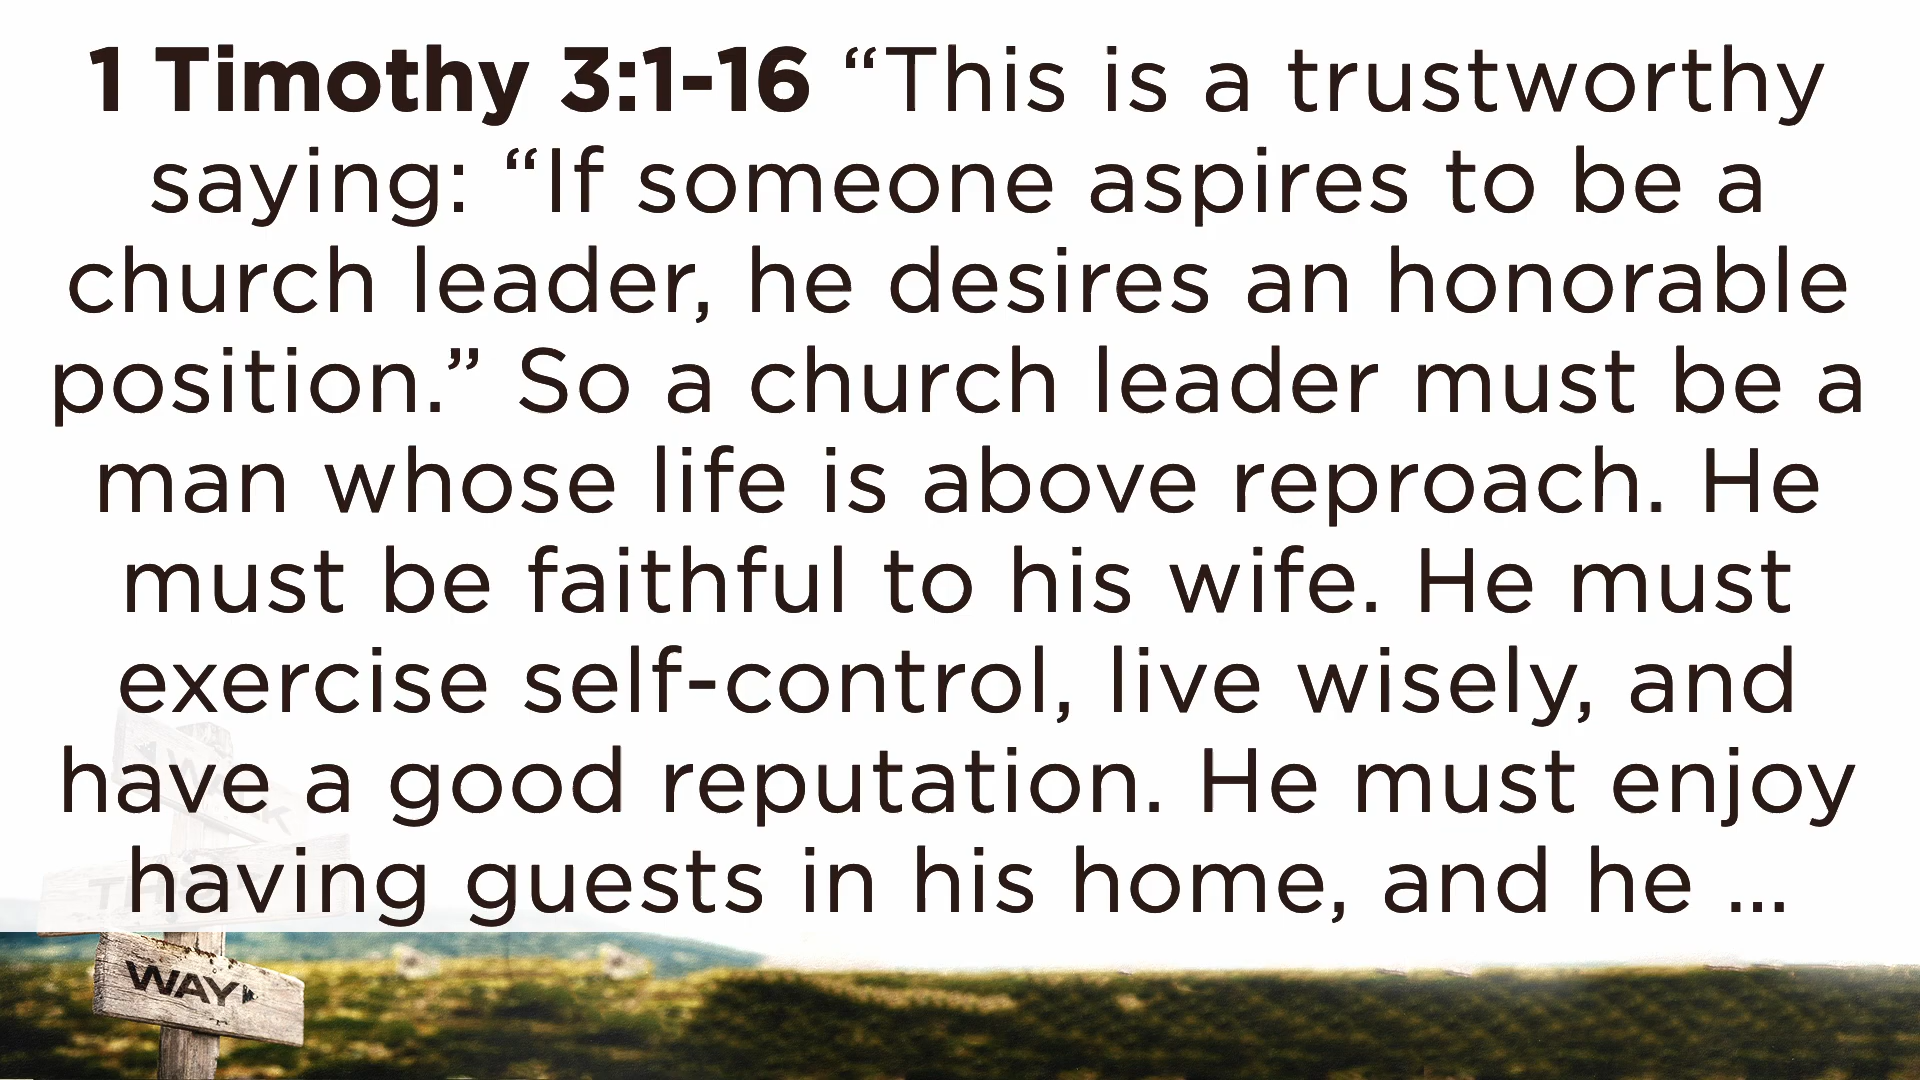 1 Timothy 3:1-16 “This is a trustworthy
saying: “If someone aspires to be a
church leader, he desires an honorable
position.” So a church leader must be a
man whose life is above reproach. He
must be faithful to his wife. He must
exercise self-control, live wisely, and
have a good reputation. He must enjoy
having guests in his home, and he ...
WALK
THIS
WAY